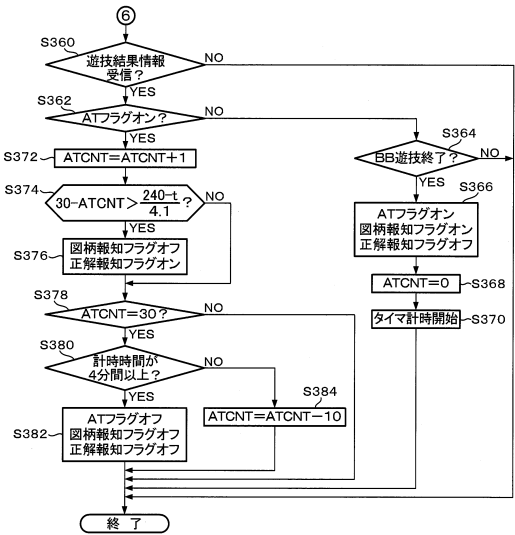 ⑥
S360
遊技結果情報
受信？
NO
YES
S362
ATフラグオン？
NO
YES
S364
BB遊技終了？
NO
YES
S372
ATCNT=ATCNT+1
S366
ATフラグオン
図柄報知フラグオン
正解報知フラグオフ
S374
30-ATCNT>240-t/4.1？
NO
YES
S376
図柄報知フラグオフ
正解報知フラグオン
ATCNT=0
S368
タイマ計時開始
S370
S378
ATCNT=30？
NO
YES
S380
計時時間が
4分間以上？
NO
YES
S384
ATCNT=ATCNT-10
S382
ATフラグオフ
図柄報知フラグオフ
正解報知フラグオフ
終了